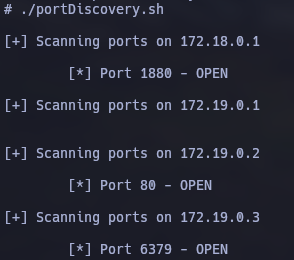 # ./portDiscovery.sh
[+] Scanning ports on 172.18.0.1
[*] Port 1880 - OPEN
[+] Scanning ports on 172.19.0.1
[+] Scanning ports on 172.19.0.2
[*] Port 80 - OPEN
[+] Scanning ports on 172.19.0.3
[*] Port 6379 - OPEN